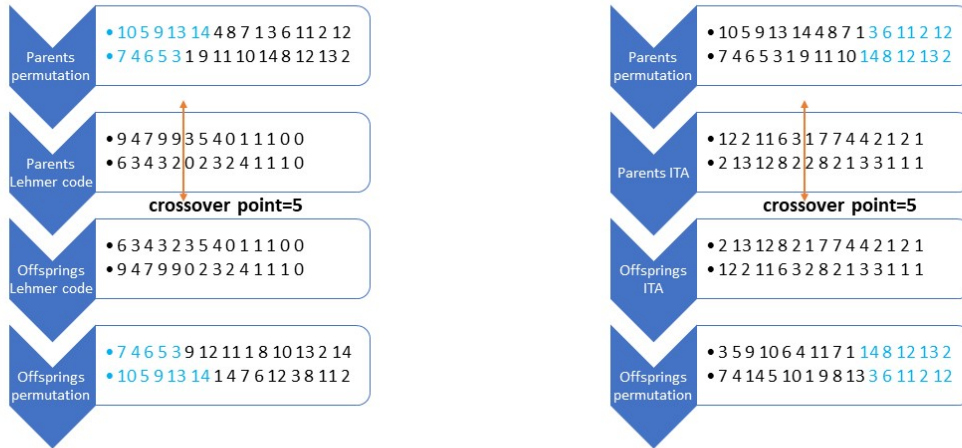 Parents
permutation
• 10 5 9 13 14 4 8 7 1 3 6 11 2 12
• 7 4 6 5 3 1 9 11 10 14 8 12 13 2
Parents
Lehmer code
• 9 4 7 9 9 3 5 4 0 1 1 1 0 0
• 6 3 4 3 2 0 2 3 2 4 1 1 1 0
crossover point=5
Offsprings
Lehmer code
• 6 3 4 3 2 3 5 4 0 1 1 1 0 0
• 9 4 7 9 9 0 2 3 2 4 1 1 1 0
Offsprings
permutation
• 7 4 6 5 3 9 12 11 1 8 10 13 2 14
• 10 5 9 13 14 1 4 7 6 12 3 8 11 2
Parents
permutation
• 10 5 9 13 14 4 8 7 1 3 6 11 2 12
• 7 4 6 5 3 1 9 11 10 14 8 12 13 2
Parents ITA
• 12 2 11 6 3 1 7 7 4 4 2 1 2 1
• 2 13 12 8 2 2 8 2 1 3 3 1 1 1
crossover point=5
Offsprings
ITA
• 2 13 12 8 2 1 7 7 4 4 2 1 2 1
• 12 2 11 6 3 2 8 2 1 3 3 1 1 1
Offsprings
permutation
• 3 5 9 10 6 4 11 7 1 14 8 12 13 2
• 7 4 14 5 10 1 9 8 13 3 6 11 2 12